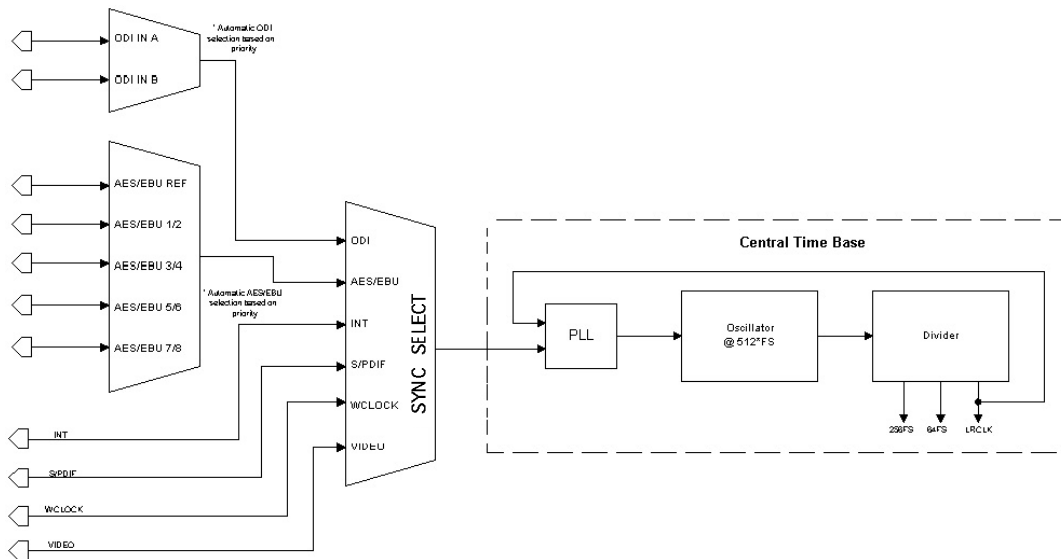 ODI IN A
ODI IN B
* Automatic ODI
selection based on
priority
AES/EBU REF
AES/EBU 1/2
AES/EBU 3/4
AES/EBU 5/6
AES/EBU 7/8
* Automatic AES/EBU
selection based on
priority
ODI
AES/EBU
INT
S/PDIF
WCLOCK
VIDEO
SYNC SELECT
Central Time Base
PLL
Oscillator
@ 512*FS
Divider
256FS
64FS
LRCLK
INT
S/PDIF
WCLOCK
VIDEO